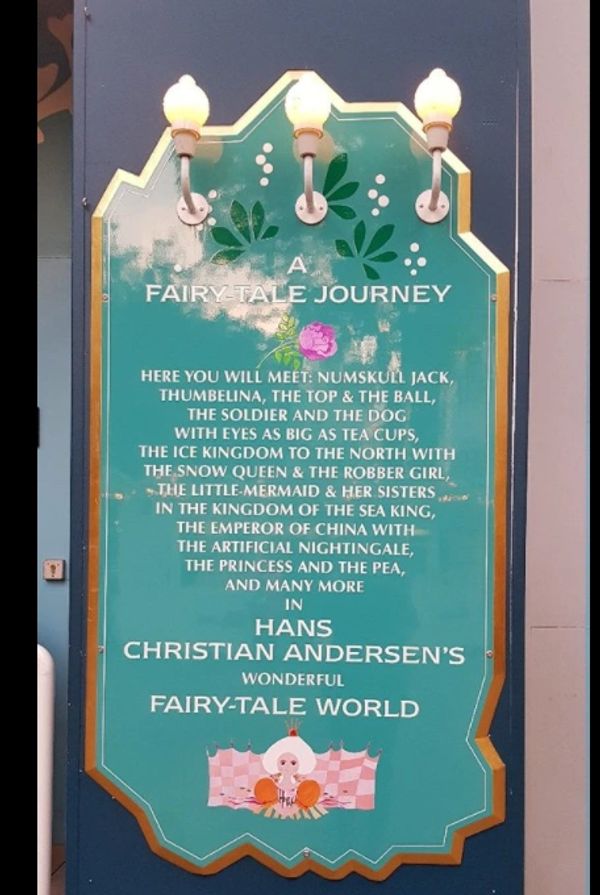 A
FAIRY-TALE JOURNEY
HERE YOU WILL MEET: NUMSKULL JACK,
THUMBELINA, THE TOP & THE BALL,
THE SOLDIER AND THE DOG
WITH EYES AS BIG AS TEA CUPS,
THE ICE KINGDOM TO THE NORTH WITH
THE SNOW QUEEN & THE ROBBER GIRL,
THE LITTLE-MERMAID & HER SISTERS
IN THE KINGDOM OF THE SEA KING,
THE EMPEROR OF CHINA WITH
THE ARTIFICIAL NIGHTINGALE,
THE PRINCESS AND THE PEA,
AND MANY MORE
IN
HANS
CHRISTIAN ANDERSEN'S
WONDERFUL
FAIRY-TALE WORLD